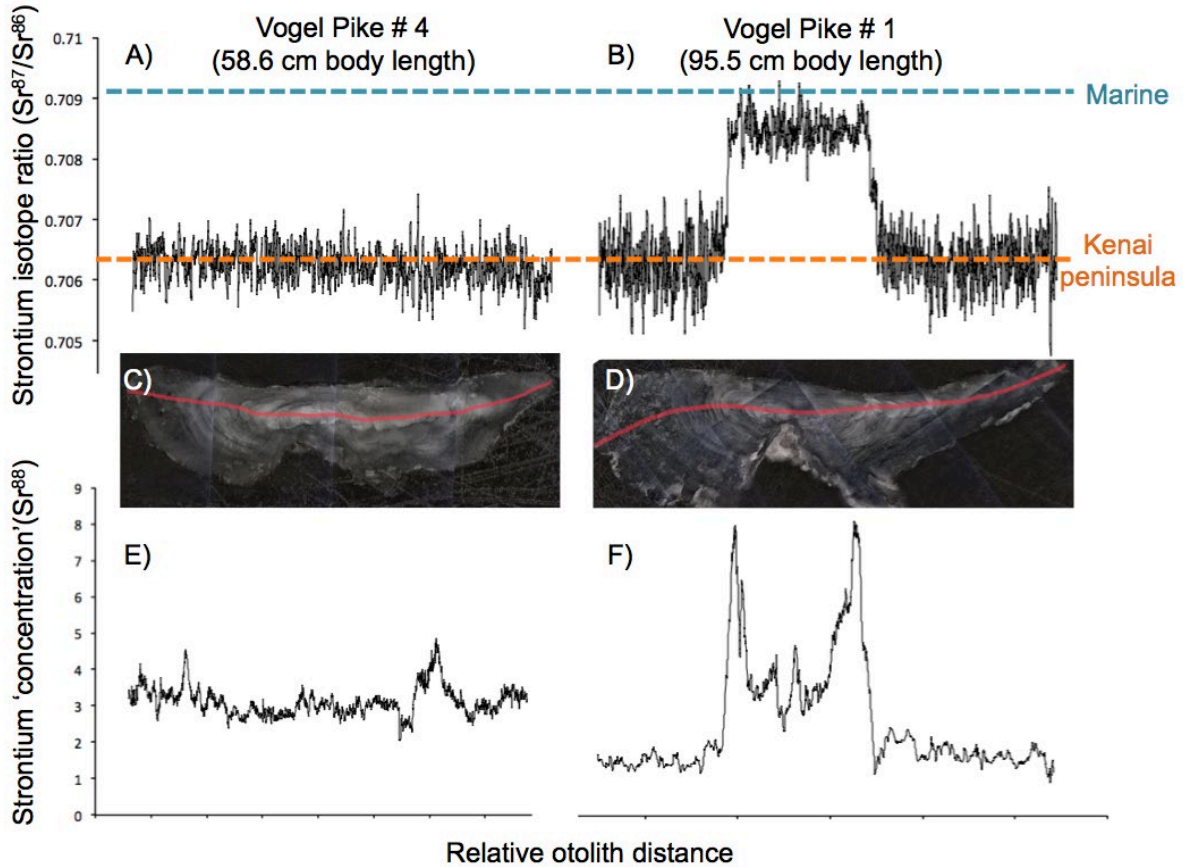 Vogel Pike # 4
(58.6 cm body length)
Vogel Pike # 1
(95.5 cm body length)
Strontium isotope ratio (Sr⁸⁷/Sr⁸⁶)
0.71
0.709
0.708
0.707
0.706
0.705
A)
B)
Marine
Kenai
peninsula
C)
D)
Strontium ‘concentration’(Sr⁸⁸)
9
8
7
6
5
4
3
2
1
0
E)
F)
Relative otolith distance